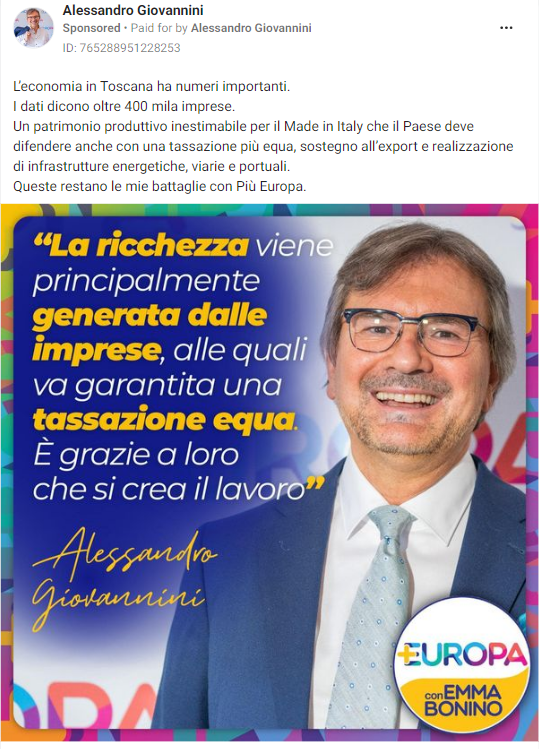 Alessandro Giovannini
Sponsored • Paid for by Alessandro Giovannini
ID: 765288951228253
L'economia in Toscana ha numeri importanti.
I dati dicono oltre 400 mila imprese.
Un patrimonio produttivo inestimabile per il Made in Italy che il Paese deve
difendere anche con una tassazione più equa, sostegno all'export e realizzazione
di infrastrutture energetiche, viarie e portuali.
Queste restano le mie battaglie con Più Europa.
“La ricchezza viene
principalmente
generata dalle
imprese, alle quali
va garantita una
tassazione equa.
È grazie a loro
che si crea il lavoro”
Alessandro
Giovannini
+EUROPA
con EMMA
BONINO
OPA